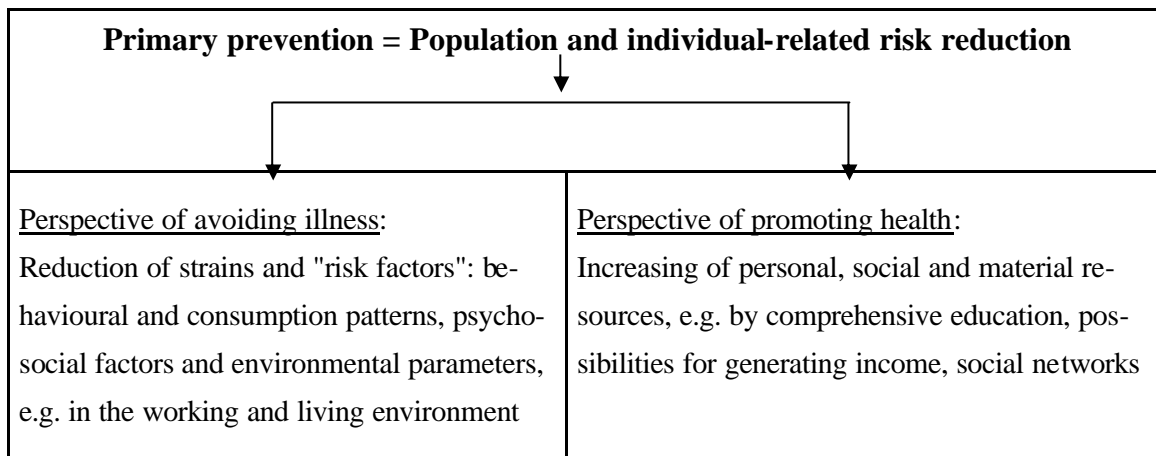 Primary prevention = Population and individual-related risk reduction
Perspective of avoiding illness:
Reduction of strains and "risk factors": be-
havioural and consumption patterns, psycho-
social factors and environmental parameters,
e.g. in the working and living environment
Perspective of promoting health:
Increasing of personal, social and material re-
sources, e.g. by comprehensive education, pos-
sibilities for generating income, social networks